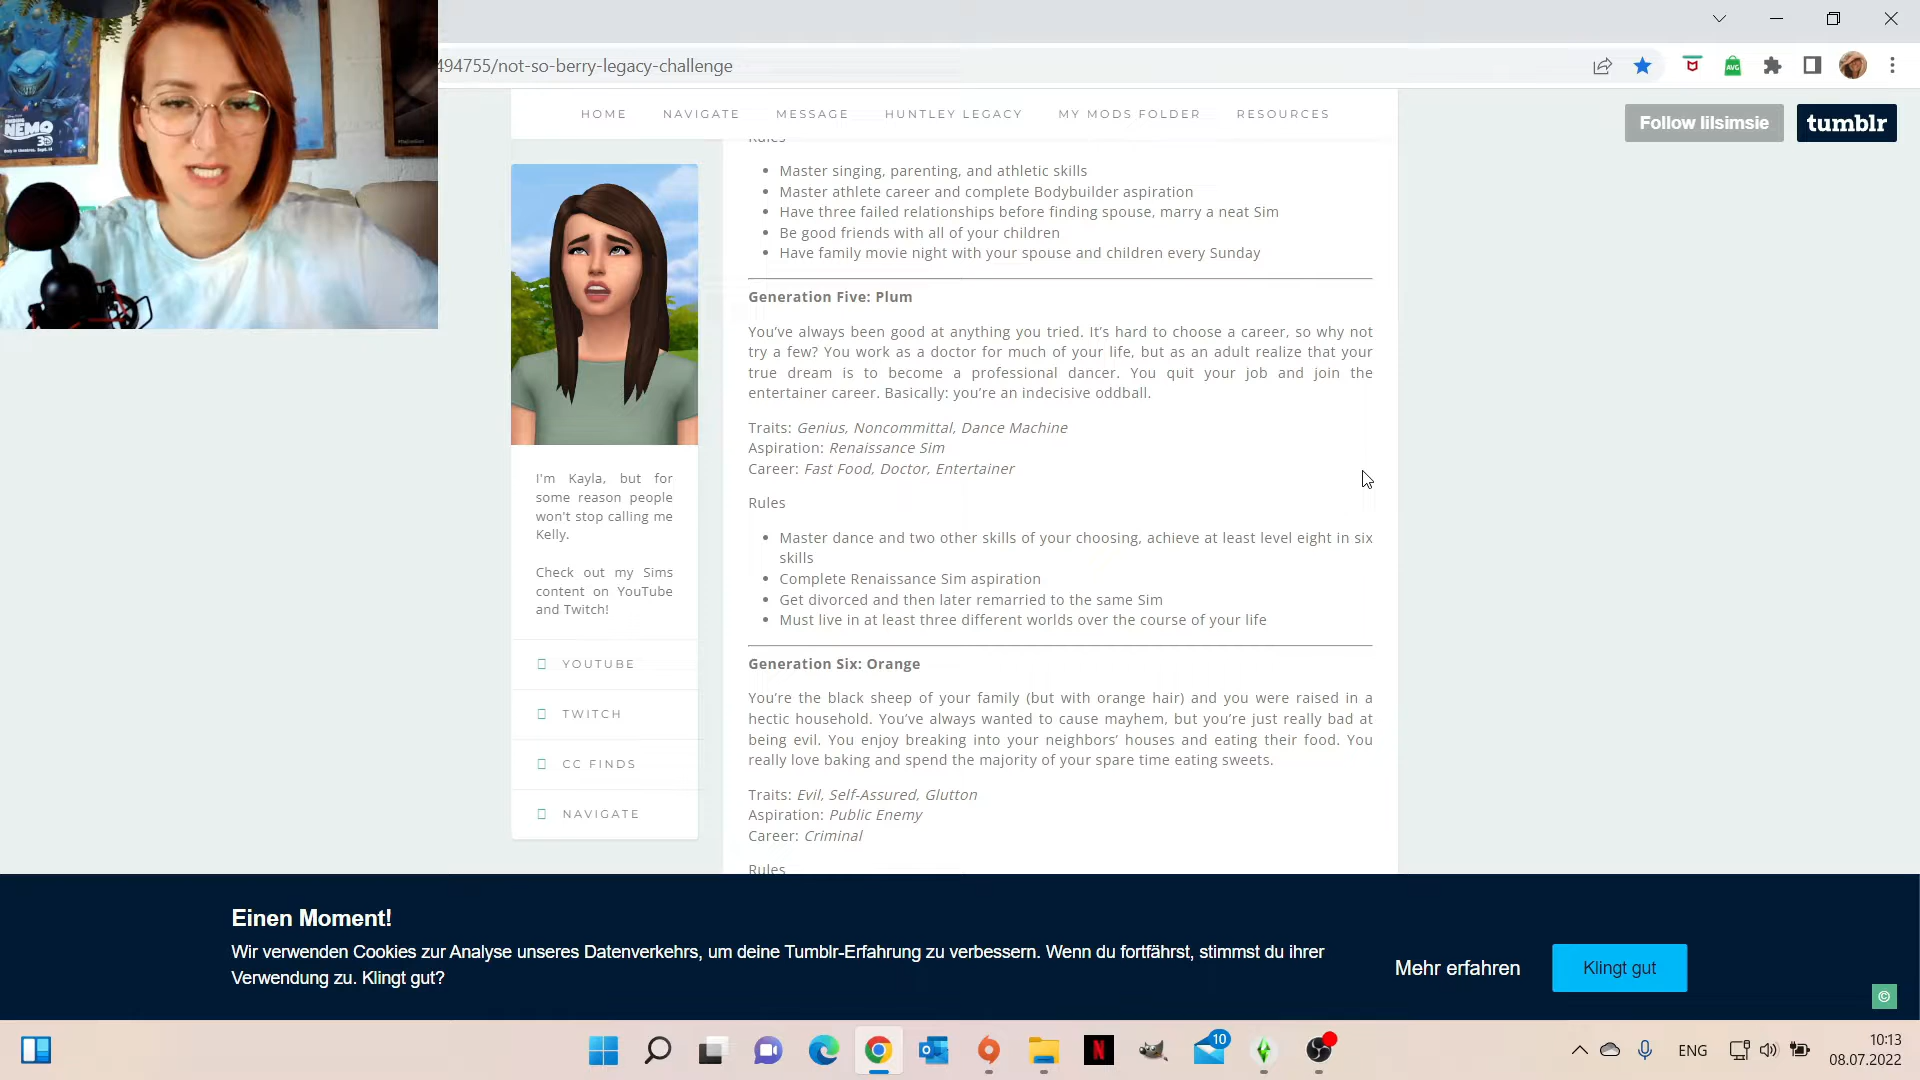 FINDING
NEMO
3D
494755/not-so-berry-legacy-challenge
HOME NAVIGATE MESSAGE HUNTLEY LEGACY MY MODS FOLDER RESOURCES
Follow lilsimsie
tumblr
Rules
• Master singing, parenting, and athletic skills
• Master athlete career and complete Bodybuilder aspiration
• Have three failed relationships before finding spouse, marry a neat Sim
• Be good friends with all of your children
• Have family movie night with your spouse and children every Sunday
Generation Five: Plum
You’ve always been good at anything you tried. It’s hard to choose a career, so why not
try a few? You work as a doctor for much of your life, but as an adult realize that your
true dream is to become a professional dancer. You quit your job and join the
entertainer career. Basically: you’re an indecisive oddball.
Traits: Genius, Noncommittal, Dance Machine
Aspiration: Renaissance Sim
Career: Fast Food, Doctor, Entertainer
Rules
• Master dance and two other skills of your choosing, achieve at least level eight in six
skills
• Complete Renaissance Sim aspiration
• Get divorced and then later remarried to the same Sim
• Must live in at least three different worlds over the course of your life
Generation Six: Orange
You’re the black sheep of your family (but with orange hair) and you were raised in a
hectic household. You’ve always wanted to cause mayhem, but you’re just really bad at
being evil. You enjoy breaking into your neighbors’ houses and eating their food. You
really love baking and spend the majority of your spare time eating sweets.
Traits: Evil, Self-Assured, Glutton
Aspiration: Public Enemy
Career: Criminal
Rules
I'm Kayla, but for
some reason people
won't stop calling me
Kelly.
Check out my Sims
content on YouTube
and Twitch!
YOUTUBE
TWITCH
CC FINDS
NAVIGATE
Einen Moment!
Wir verwenden Cookies zur Analyse unseres Datenverkehrs, um deine Tumblr-Erfahrung zu verbessern. Wenn du fortfährst, stimmst du ihrer
Verwendung zu. Klingt gut?
Mehr erfahren
Klingt gut
©
10
ENG
10:13
08.07.2022